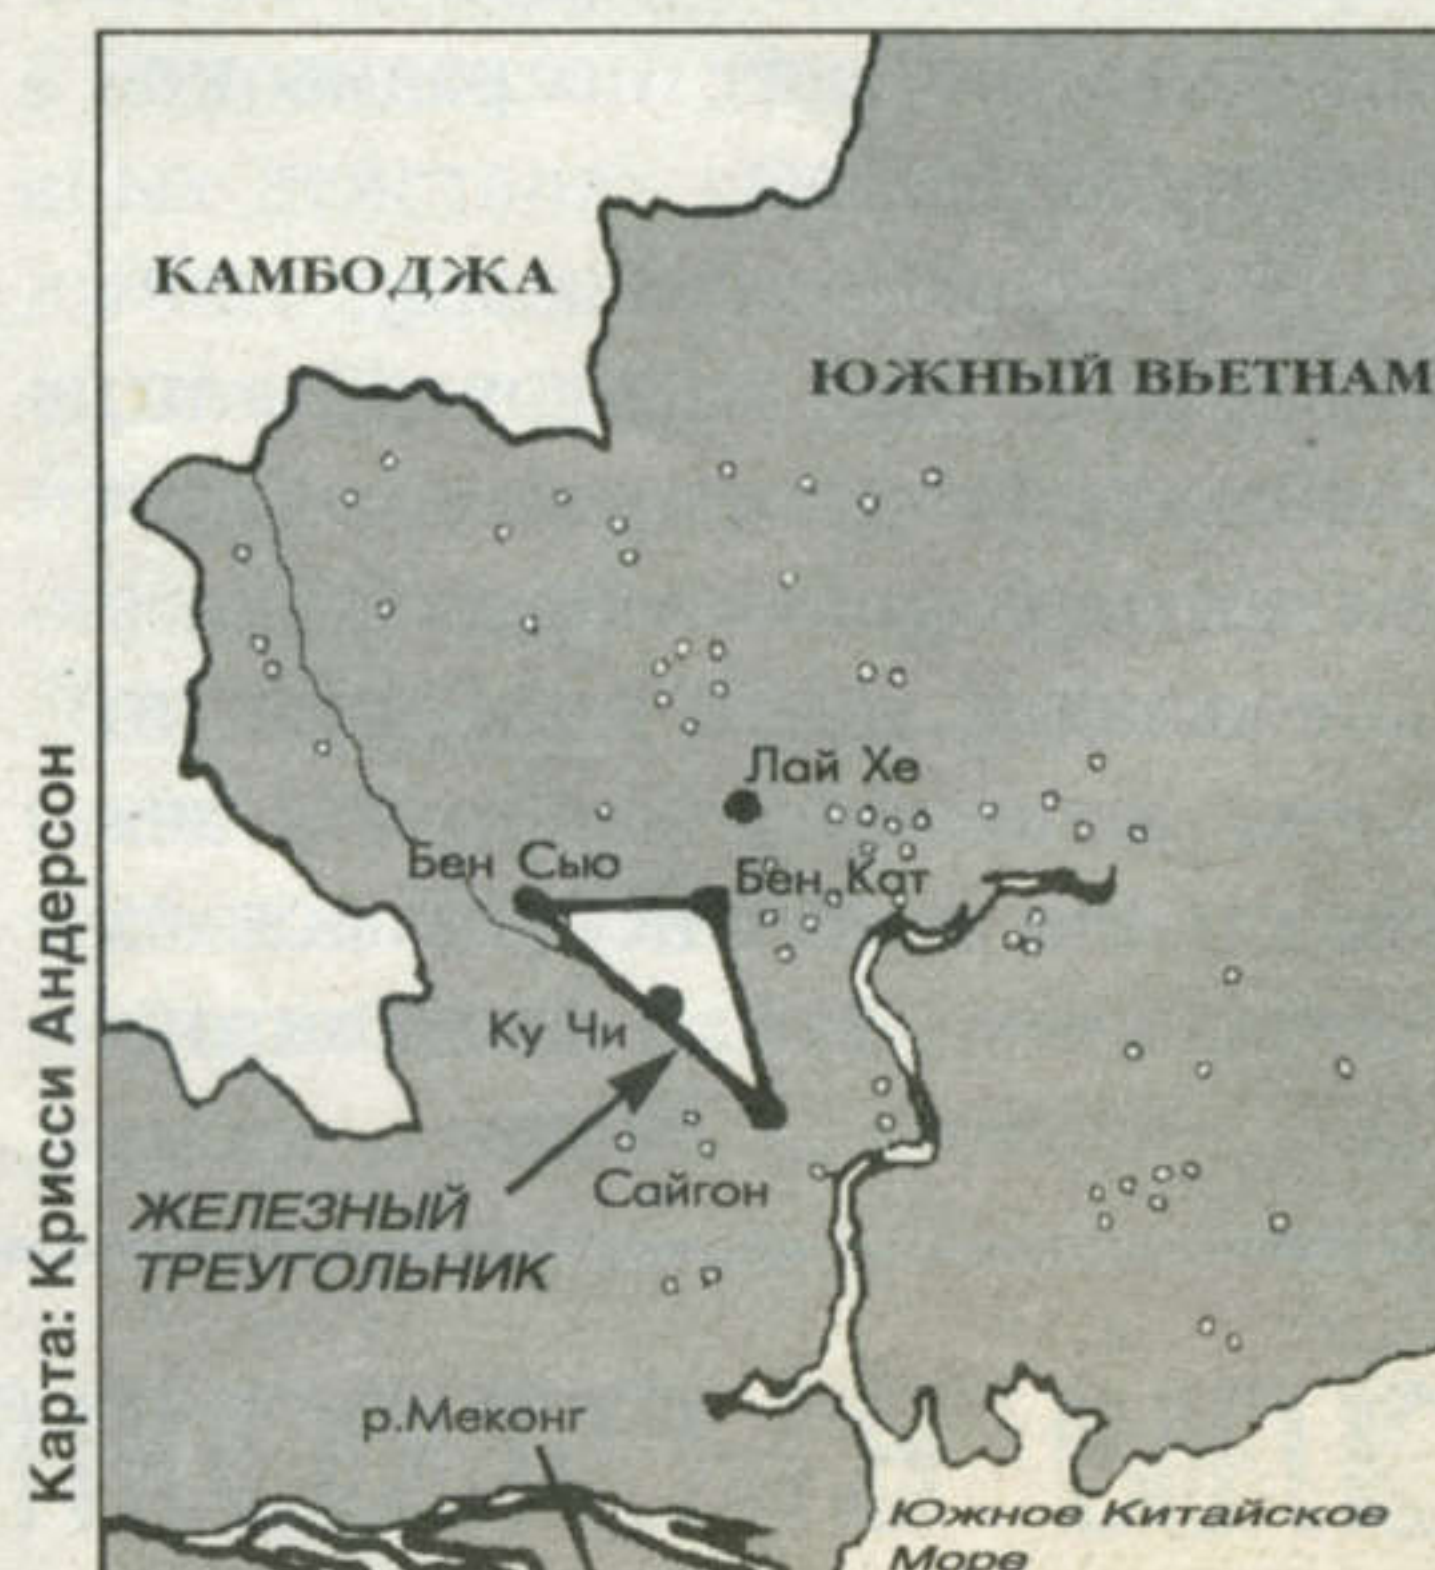 КАМБОДЖА
ЮЖНЫЙ ВЬЕТНАМ
Лай Хе
Бен Сью
Бен Кат
Ку Чи
ЖЕЛЕЗНЫЙ
ТРЕУГОЛЬНИК
Сайгон
р.Меконг
Южное Китайское
Море
Карта: Крисси Андерсон